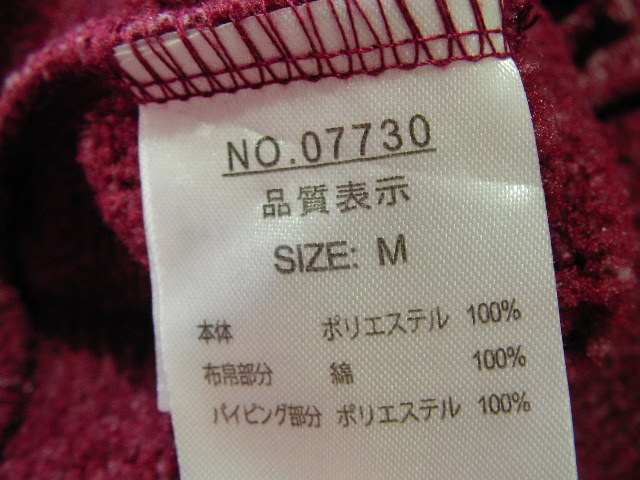 NO.07730
品質表示
SIZE: M
本体 ポリエステル 100%
布帛部分 綿 100%
パイピング部分 ポリエステル 100%